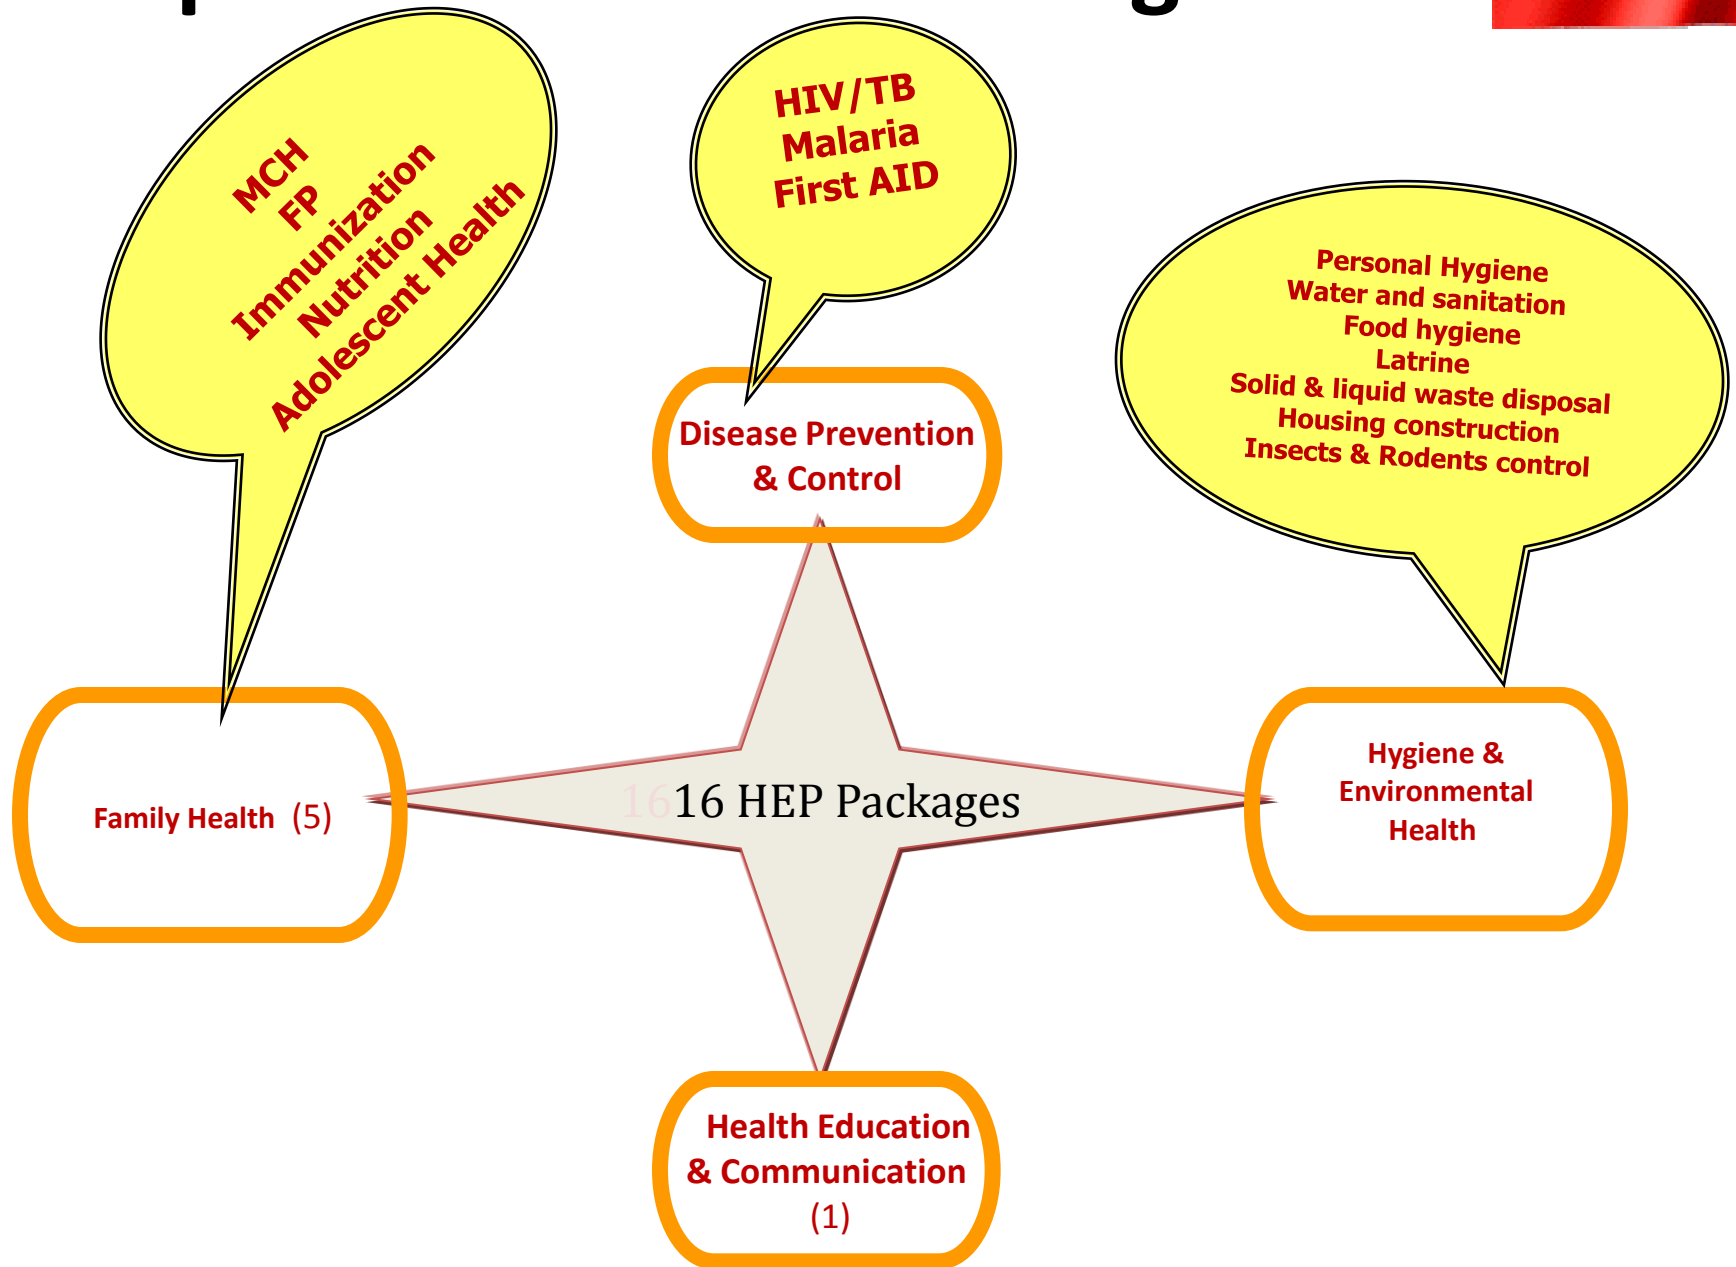 MCH
FP
Immunization
Nutrition
Adolescent Health
HIV/TB
Malaria
First AID
Personal Hygiene
Water and sanitation
Food hygiene
Latrine
Solid & liquid waste disposal
Housing construction
Insects & Rodents control
Disease Prevention
& Control
Family Health (5)
1616 HEP Packages
Hygiene &
Environmental
Health
Health Education
& Communication
(1)